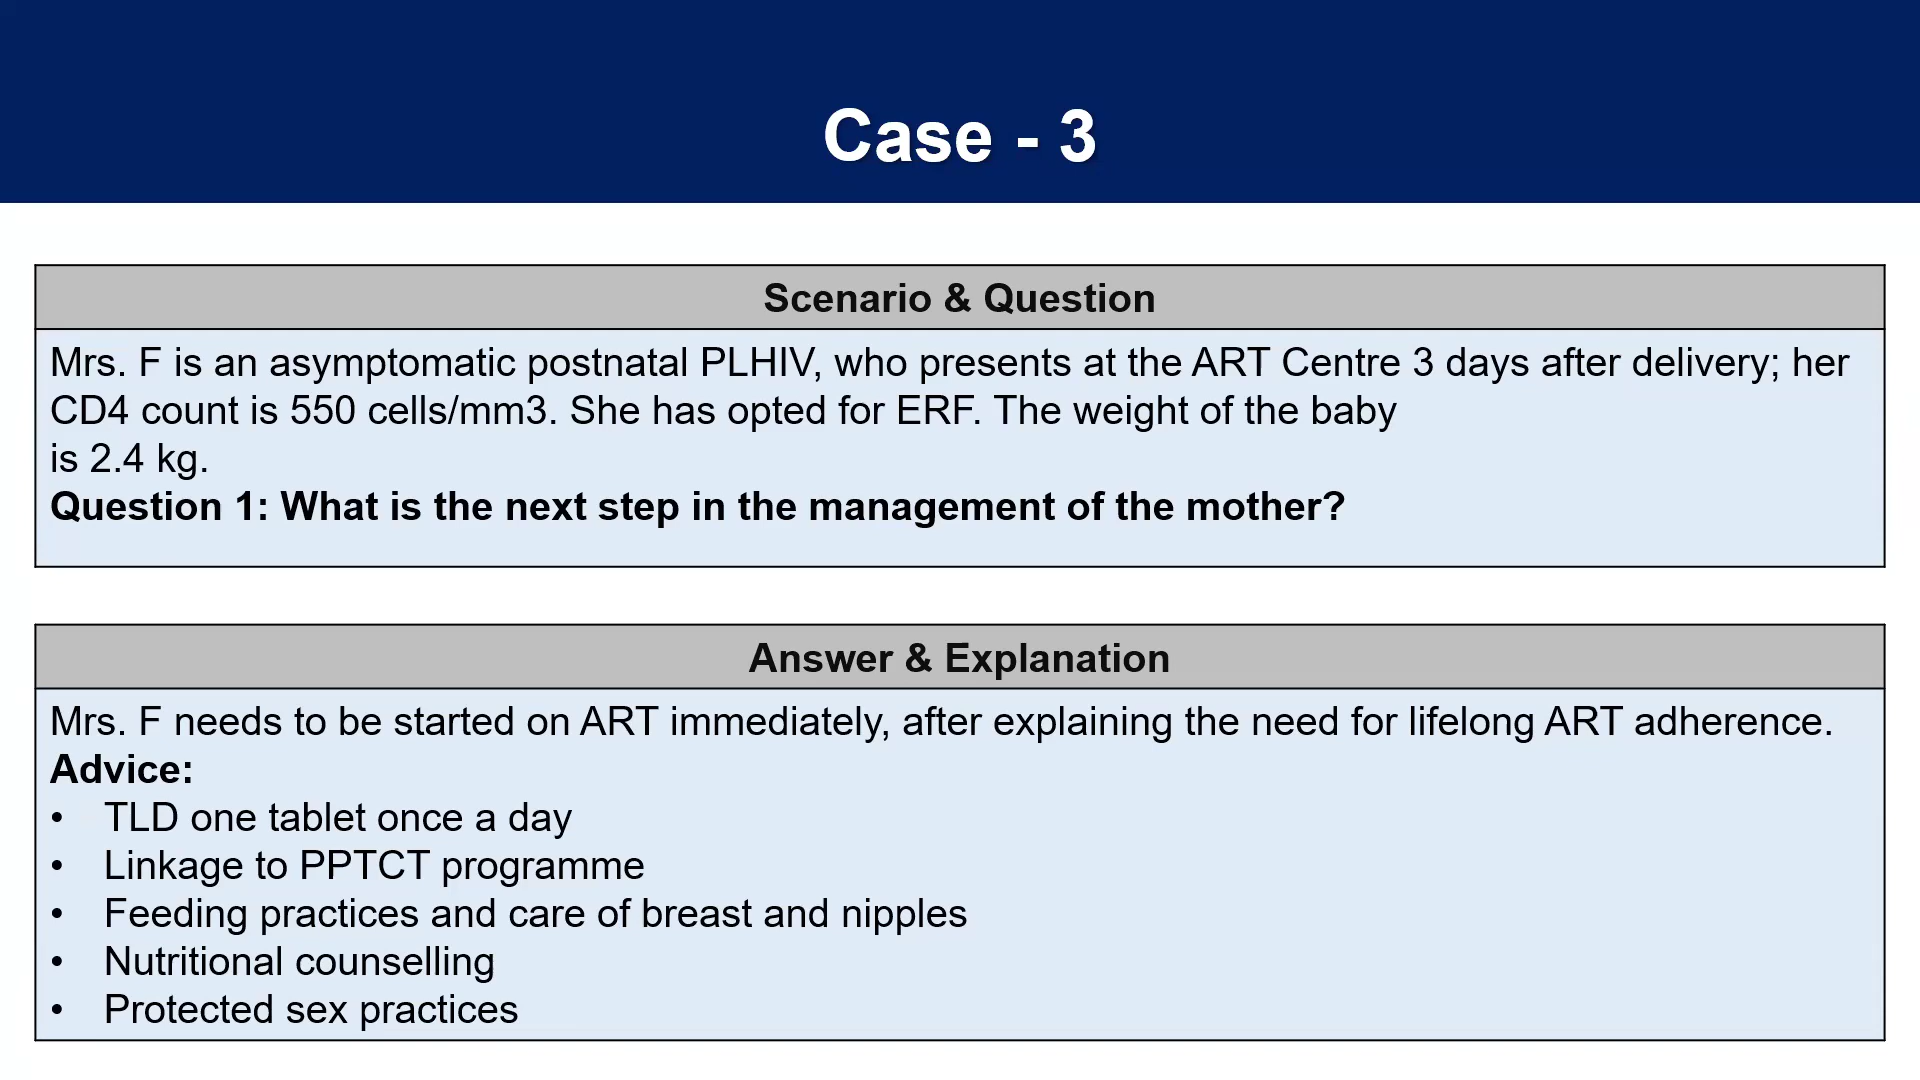 Case - 3
Scenario & Question
Mrs. F is an asymptomatic postnatal PLHIV, who presents at the ART Centre 3 days after delivery; her
CD4 count is 550 cells/mm3. She has opted for ERF. The weight of the baby
is 2.4 kg.
Question 1: What is the next step in the management of the mother?
Answer & Explanation
Mrs. F needs to be started on ART immediately, after explaining the need for lifelong ART adherence.
Advice:
• TLD one tablet once a day
• Linkage to PPTCT programme
• Feeding practices and care of breast and nipples
• Nutritional counselling
• Protected sex practices